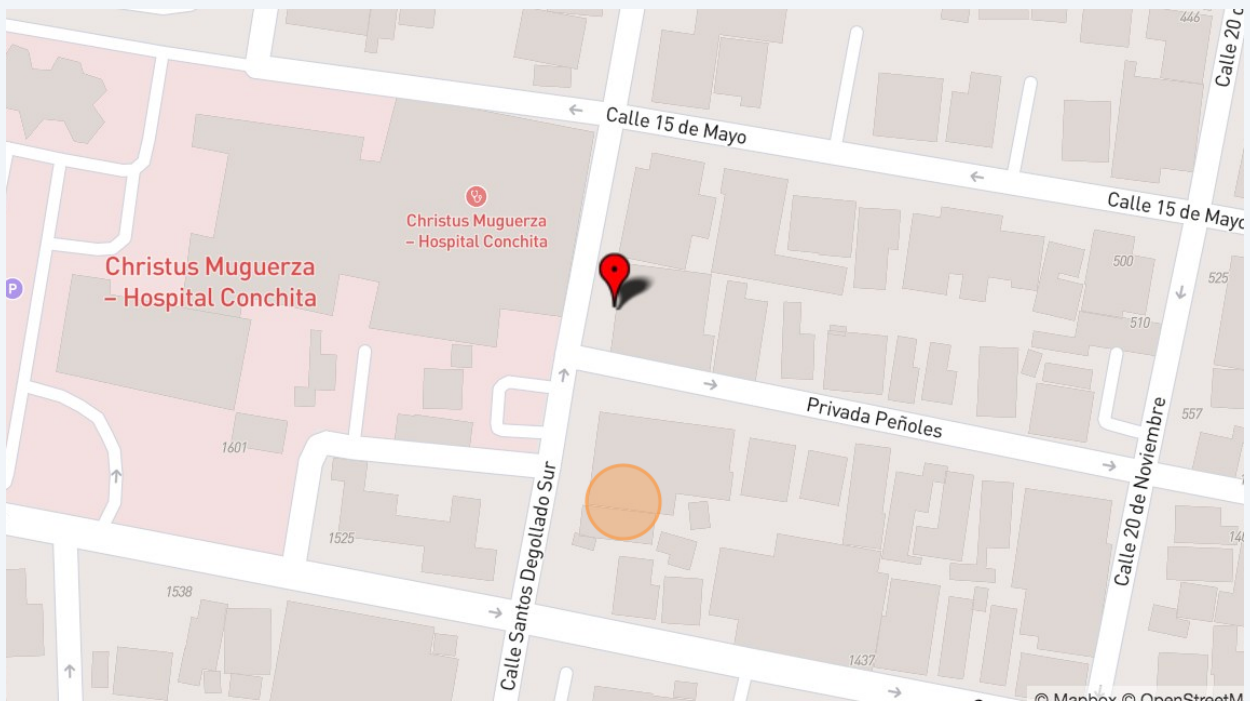 446
Calle 20 d
Calle 15 de Mayo
Calle 15 de Mayo
Christus Muguerza
– Hospital Conchita
Christus Muguerza
– Hospital Conchita
P
500
525
510
Privada Peñoles
557
1601
Calle Santos Degollado Sur
Calle 20 de Noviembre
1525
1538
1437
© Mapbox © OpenStreetM